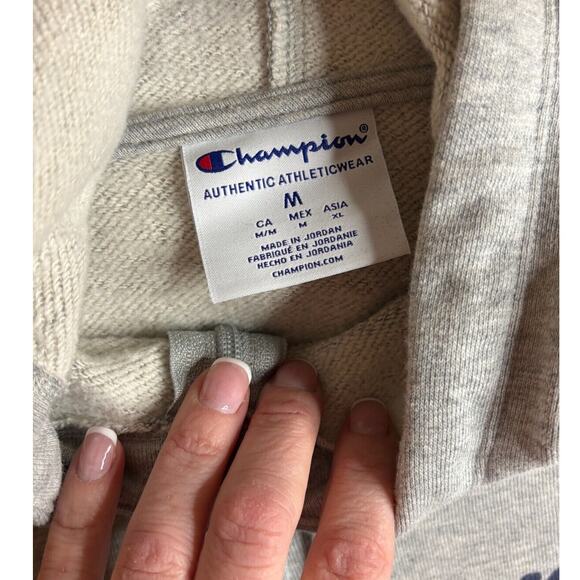 Champion®
AUTHENTIC ATHLETICWEAR
M
CA MEX ASIA
M/M M XL
MADE IN JORDAN
FABRIQUÉ EN JORDANIE
HECHO EN JORDANIA
CHAMPION.COM